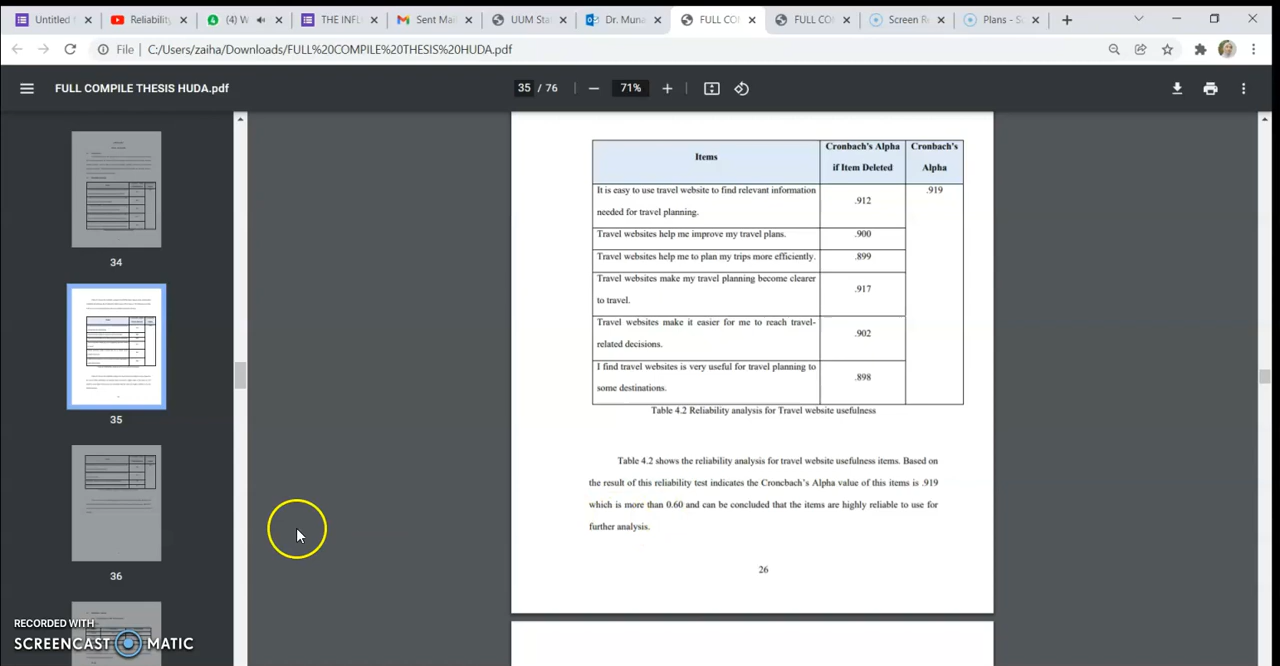 Untitled
Reliability
(4) W
THE INFL
Sent Mai
UUM Sta
Dr. Muna
FULL CO
FULL CO
Screen Re
Plans - S
File
C:/Users/zaiha/Downloads/FULL%20COMPILE%20THESIS%20HUDA.pdf
FULL COMPILE THESIS HUDA.pdf
35 / 76
71%
34
35
36
Items
Cronbach's Alpha
if Item Deleted
Cronbach's
Alpha
It is easy to use travel website to find relevant information
needed for travel planning.
.912
.919
Travel websites help me improve my travel plans.
.900
Travel websites help me to plan my trips more efficiently.
.899
Travel websites make my travel planning become clearer
to travel.
.917
Travel websites make it easier for me to reach travel-
related decisions.
.902
I find travel websites is very useful for travel planning to
some destinations.
.898
Table 4.2 Reliability analysis for Travel website usefulness
Table 4.2 shows the reliability analysis for travel website usefulness items. Based on
the result of this reliability test indicates the Croncbach's Alpha value of this items is .919
which is more than 0.60 and can be concluded that the items are highly reliable to use for
further analysis.
26
RECORDED WITH
SCREENCAST MATIC